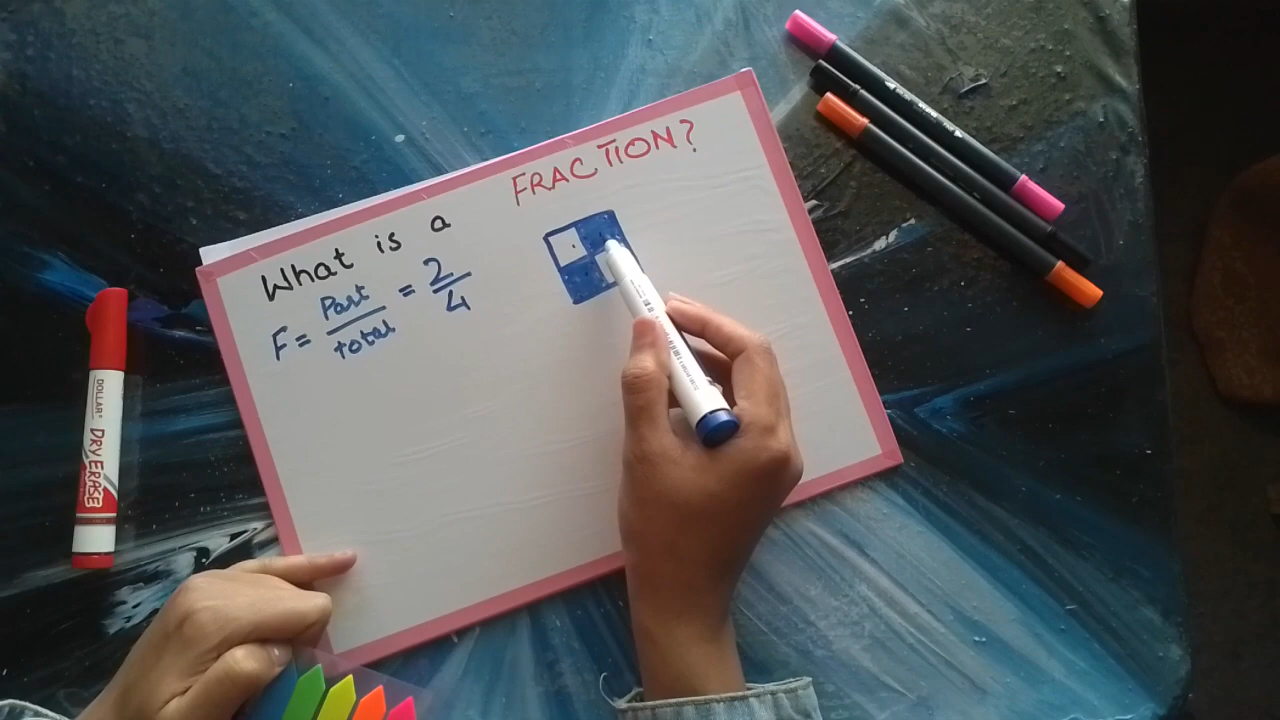 What is a FRACTION?
F = Part/total = 2/4
DOLLAR®
DRY ERASE